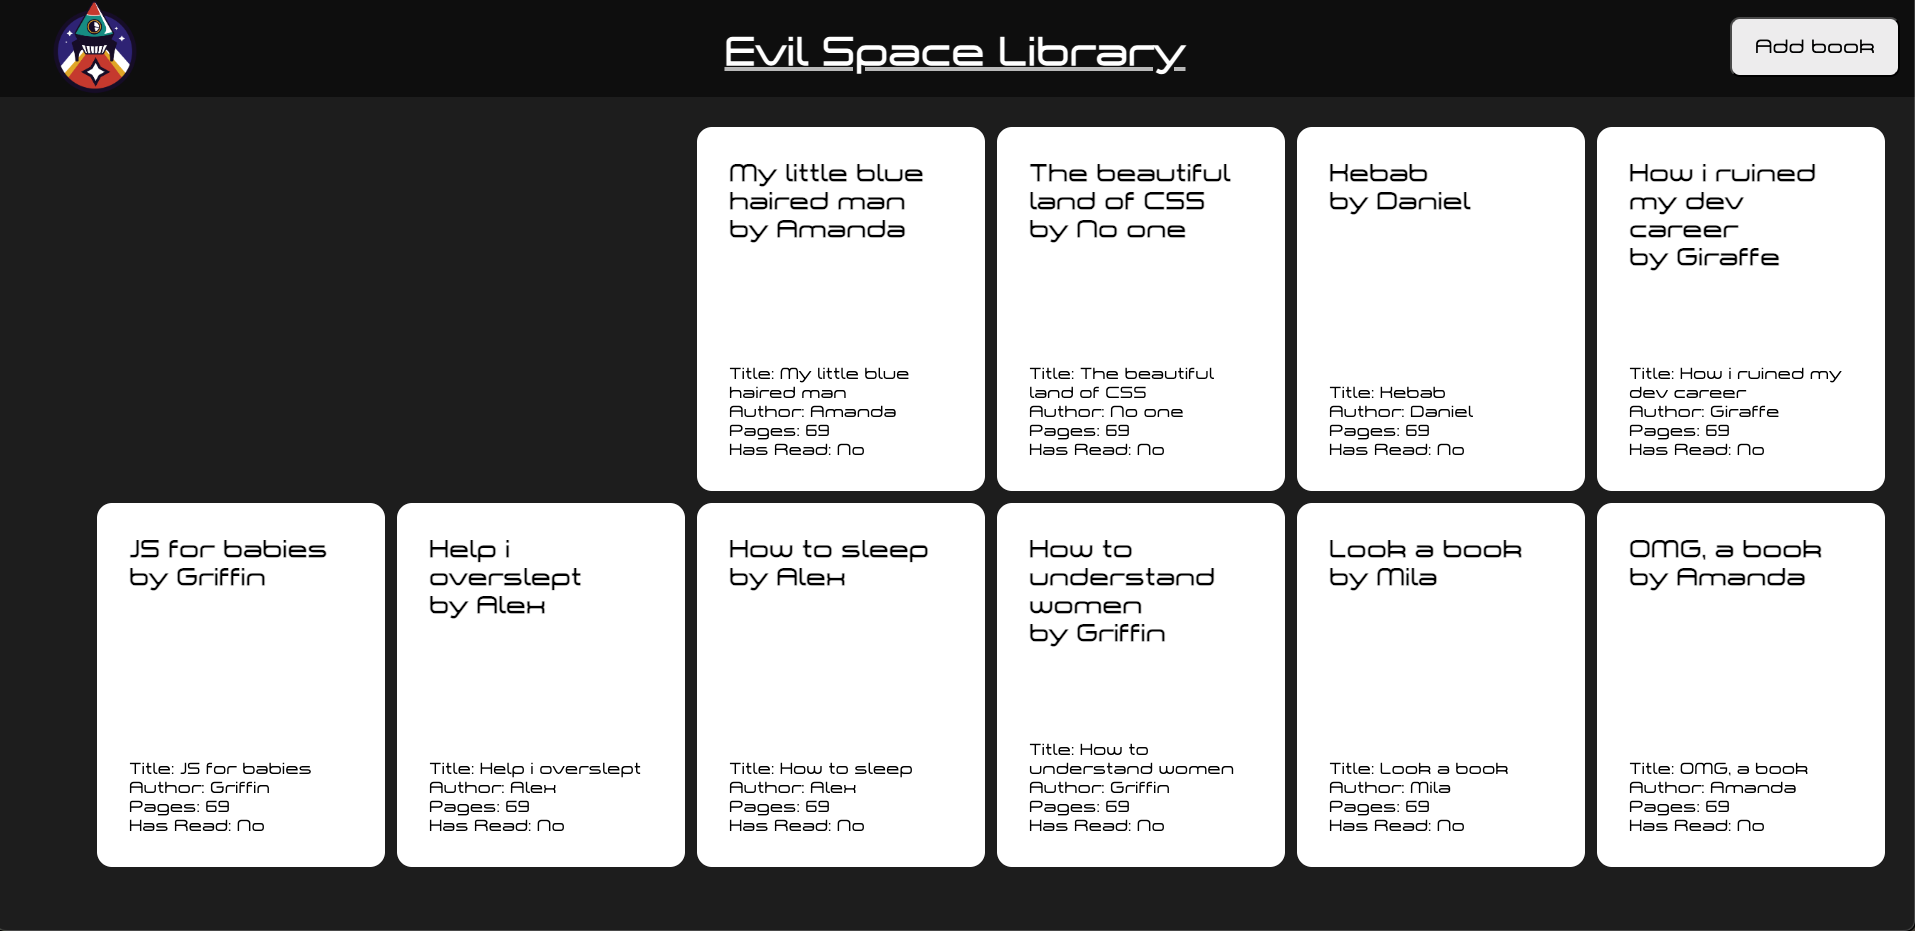 Evil Space Library
Add book
My little blue
haired man
by Amanda
Title: My little blue
haired man
Author: Amanda
Pages: 69
Has Read: No
The beautiful
land of CSS
by No one
Title: The beautiful
land of CSS
Author: No one
Pages: 69
Has Read: No
Kebab
by Daniel
Title: Kebab
Author: Daniel
Pages: 69
Has Read: No
How i ruined
my dev
career
by Giraffe
Title: How i ruined my
dev career
Author: Giraffe
Pages: 69
Has Read: No
JS for babies
by Griffin
Title: JS for babies
Author: Griffin
Pages: 69
Has Read: No
Help i
overslept
by Alex
Title: Help i overslept
Author: Alex
Pages: 69
Has Read: No
How to sleep
by Alex
Title: How to sleep
Author: Alex
Pages: 69
Has Read: No
How to
understand
women
by Griffin
Title: How to
understand women
Author: Griffin
Pages: 69
Has Read: No
Look a book
by Mila
Title: Look a book
Author: Mila
Pages: 69
Has Read: No
OMG, a book
by Amanda
Title: OMG, a book
Author: Amanda
Pages: 69
Has Read: No